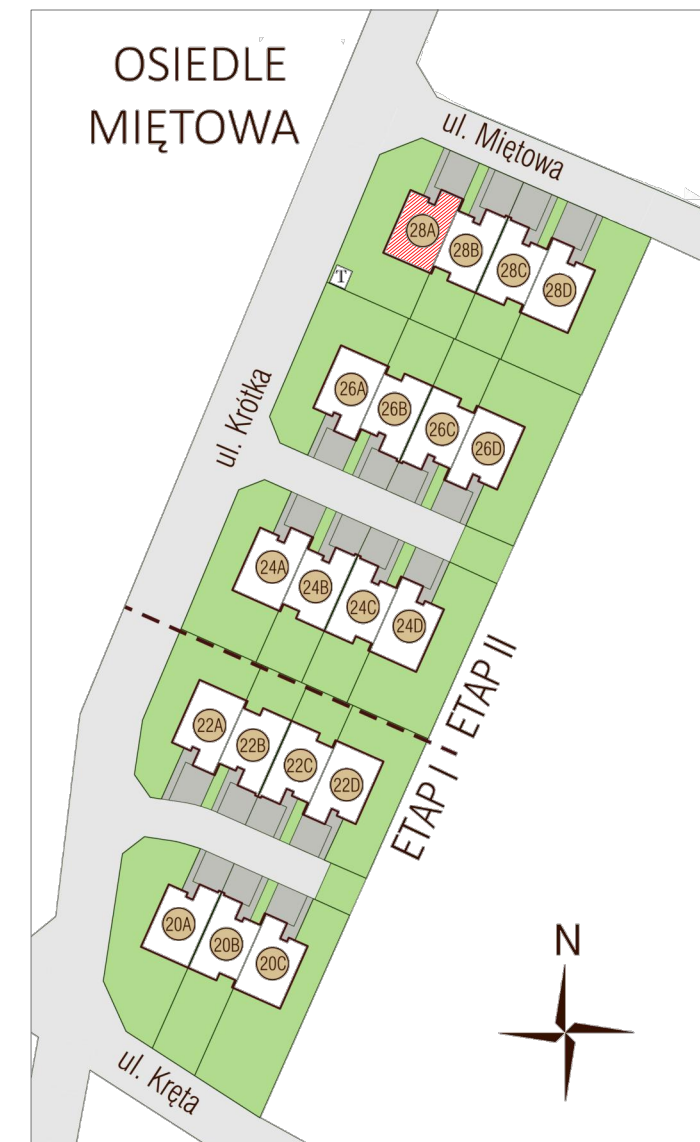 OSIEDLE
MIĘTOWA
ul. Miętowa
28A
28B
28C
28D
T
ul. Krótka
26A
26B
26C
26D
24A
24B
24C
24D
ETAP I ETAP II
22A
22B
22C
22D
20A
20B
20C
N
ul. Kręta